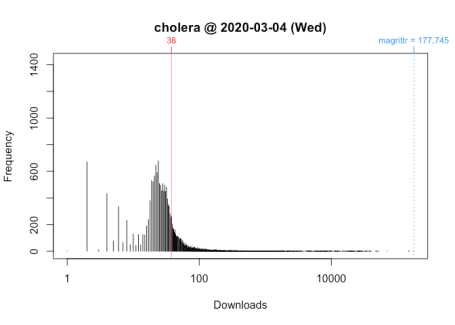 cholera @ 2020-03-04 (Wed)
38
magrittr = 177,745
1400
1000
600
200
0
Frequency
1
100
10000
Downloads